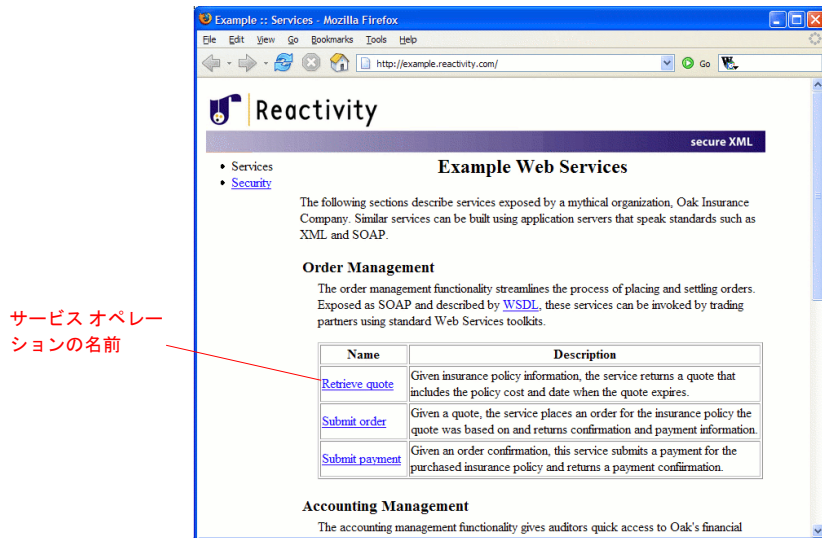 Example :: Services - Mozilla Firefox
File Edit View Go Bookmarks Tools Help
http://example.reactivity.com/
Go
Reactivity
secure XML
Services
Security
Example Web Services
The following sections describe services exposed by a mythical organization, Oak Insurance
Company. Similar services can be built using application servers that speak standards such as
XML and SOAP.
Order Management
The order management functionality streamlines the process of placing and settling orders.
Exposed as SOAP and described by WSDL, these services can be invoked by trading
partners using standard Web Services toolkits.
サービス オペレー
ションの名前
Name Description
Retrieve quote Given insurance policy information, the service returns a quote that
includes the policy cost and date when the quote expires.
Submit order Given a quote, the service places an order for the insurance policy the
quote was based on and returns confirmation and payment information.
Submit payment Given an order confirmation, this service submits a payment for the
purchased insurance policy and returns a payment confiirmation.
Accounting Management
The accounting management functionality gives auditors quick access to Oak's financial